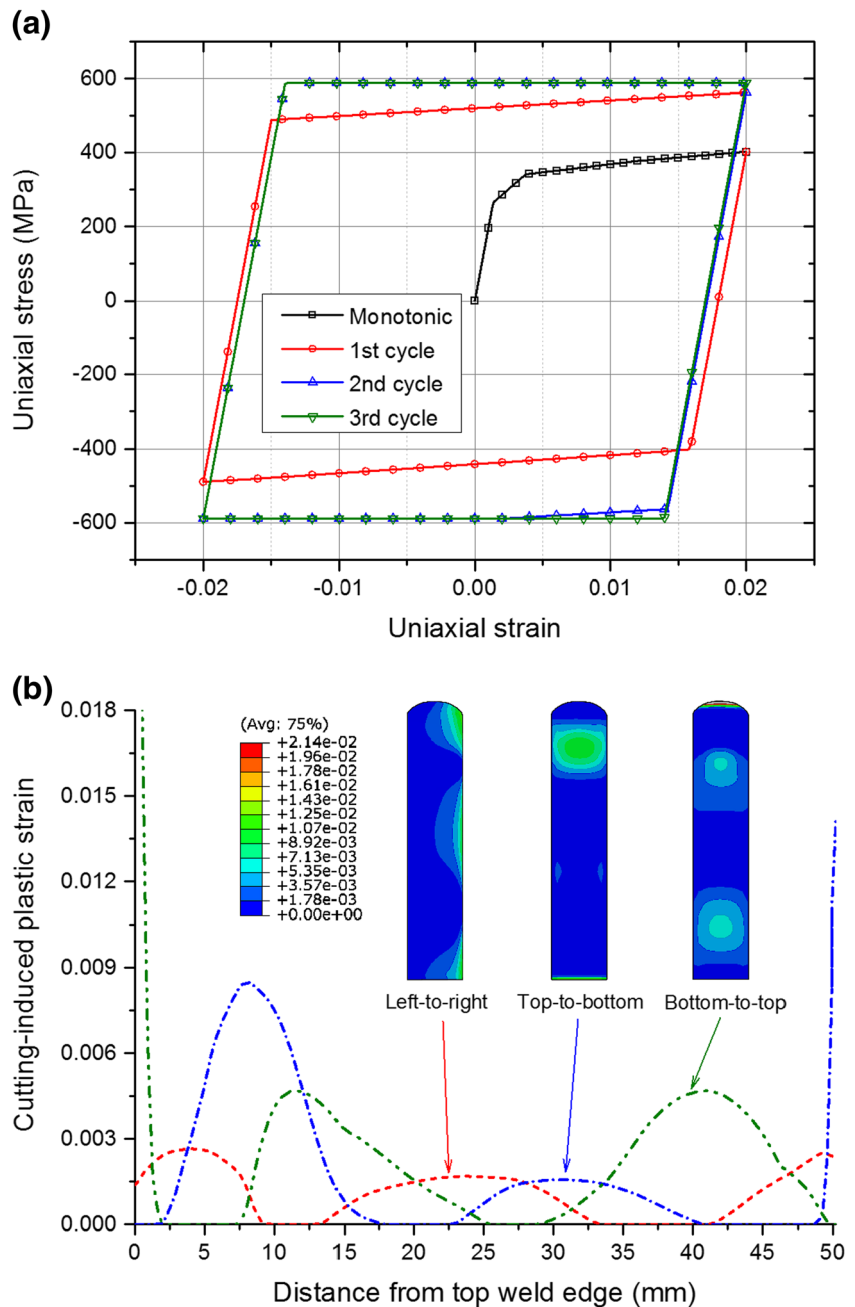 (a)
600
400
200
0
-200
-400
-600
Uniaxial stress (MPa)
Monotonic
1st cycle
2nd cycle
3rd cycle
-0.02
-0.01
0.00
0.01
0.02
Uniaxial strain
(b)
0.018
0.015
0.012
0.009
0.006
0.003
0.000
Cutting-induced plastic strain
(Avg: 75%)
+2.14e-02
+1.96e-02
+1.78e-02
+1.61e-02
+1.43e-02
+1.25e-02
+1.07e-02
+8.92e-03
+7.13e-03
+5.35e-03
+3.57e-03
+1.78e-03
+0.00e+00
Left-to-right
Top-to-bottom
Bottom-to-top
0
5
10
15
20
25
30
35
40
45
50
Distance from top weld edge (mm)